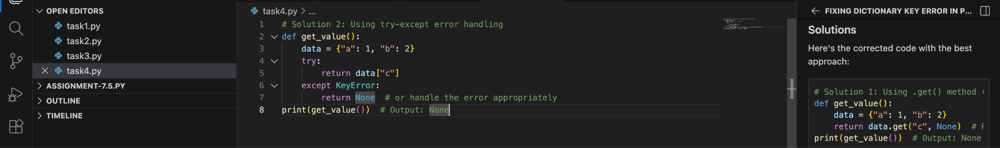 OPEN EDITORS
task1.py
task2.py
task3.py
task4.py
ASSIGNMENT-7.5.PY
OUTLINE
TIMELINE
task4.py > ...
1 # Solution 2: Using try-except error handling
2 def get_value():
3     data = {"a": 1, "b": 2}
4     try:
5         return data["c"]
6     except KeyError:
7         return None  # or handle the error appropriately
8 print(get_value())  # Output: None
FIXING DICTIONARY KEY ERROR IN P...
Solutions
Here's the corrected code with the best
approach:
# Solution 1: Using .get() method (
def get_value():
    data = {"a": 1, "b": 2}
    return data.get("c", None)  #
print(get_value())  # Output: None